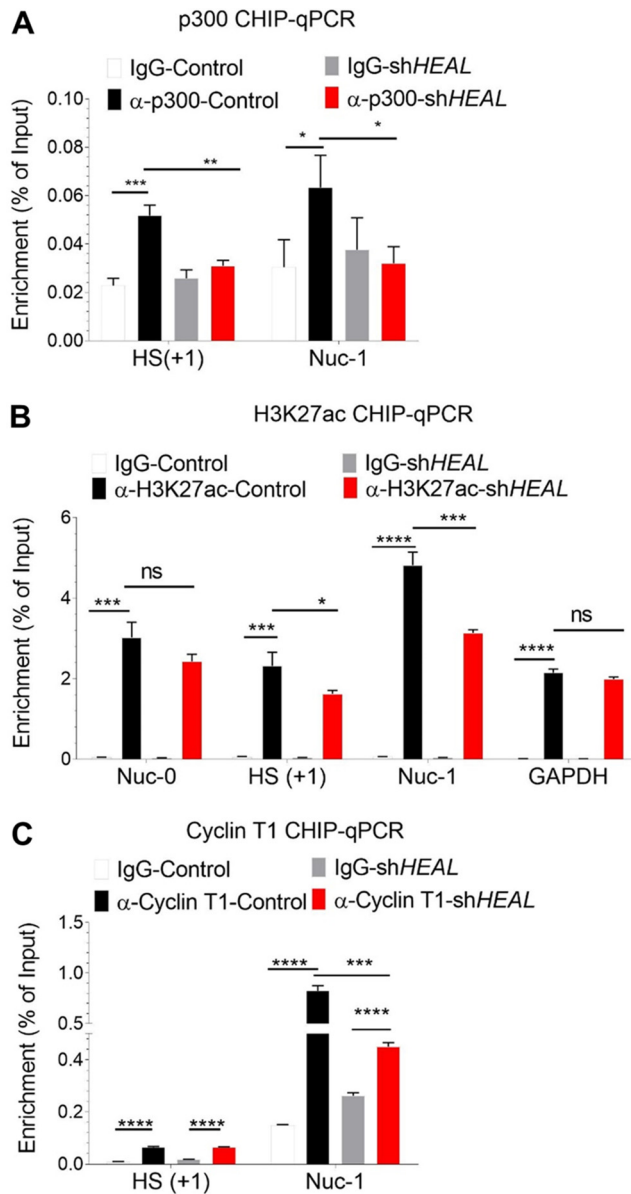 A
p300 CHIP-qPCR
IgG-Control IgG-shHEAL
α-p300-Control α-p300-shHEAL
Enrichment (% of Input)
0.10
0.08
0.06
0.04
0.02
0.00
*** ** * *
HS(+1) Nuc-1
B
H3K27ac CHIP-qPCR
IgG-Control IgG-shHEAL
α-H3K27ac-Control α-H3K27ac-shHEAL
Enrichment (% of Input)
6
4
2
0
*** ns *** * **** *** **** ns
Nuc-0 HS (+1) Nuc-1 GAPDH
C
Cyclin T1 CHIP-qPCR
IgG-Control IgG-shHEAL
α-Cyclin T1-Control α-Cyclin T1-shHEAL
Enrichment (% of Input)
1.5
1.0
0.5
0.4
0.2
0.0
**** *** ****
**** ****
HS (+1) Nuc-1